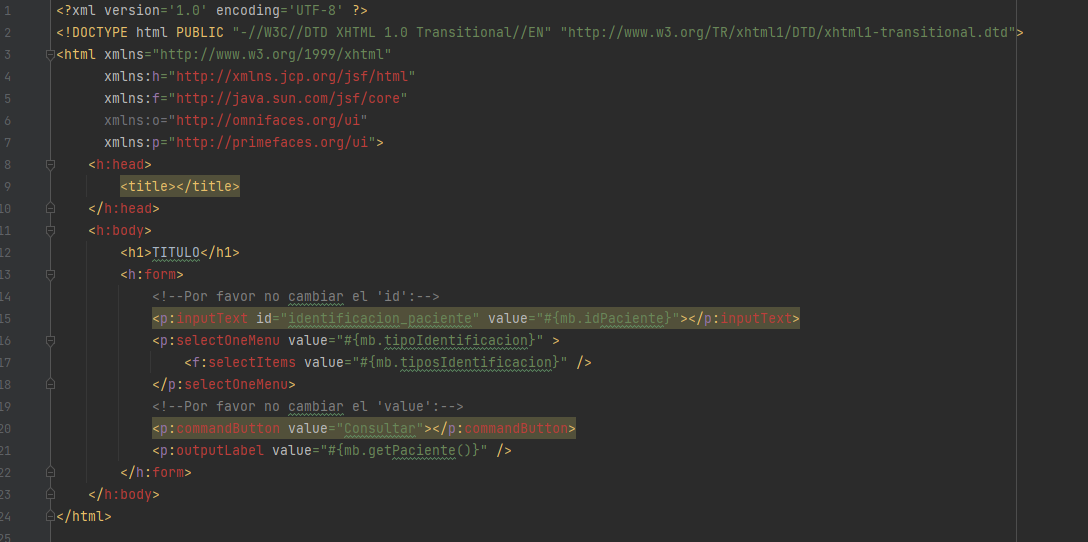 1 <?xml version='1.0' encoding='UTF-8' ?>
2 <!DOCTYPE html PUBLIC "-//W3C//DTD XHTML 1.0 Transitional//EN" "http://www.w3.org/TR/xhtml1/DTD/xhtml1-transitional.dtd">
3 <html xmlns="http://www.w3.org/1999/xhtml"
4 xmlns:h="http://xmlns.jcp.org/jsf/html"
5 xmlns:f="http://java.sun.com/jsf/core"
6 xmlns:o="http://omnifaces.org/ui"
7 xmlns:p="http://primefaces.org/ui">
8 <h:head>
9 <title></title>
10 </h:head>
11 <h:body>
12 <h1>TITULO</h1>
13 <h:form>
14 <!--Por favor no cambiar el 'id':-->
15 <p:inputText id="identificacion_paciente" value="#{mb.idPaciente}"></p:inputText>
16 <p:selectOneMenu value="#{mb.tipoIdentificacion}" >
17 <f:selectItems value="#{mb.tiposIdentificacion}" />
18 </p:selectOneMenu>
19 <!--Por favor no cambiar el 'value':-->
20 <p:commandButton value="Consultar"></p:commandButton>
21 <p:outputLabel value="#{mb.getPaciente()}" />
22 </h:form>
23 </h:body>
24 </html>
25